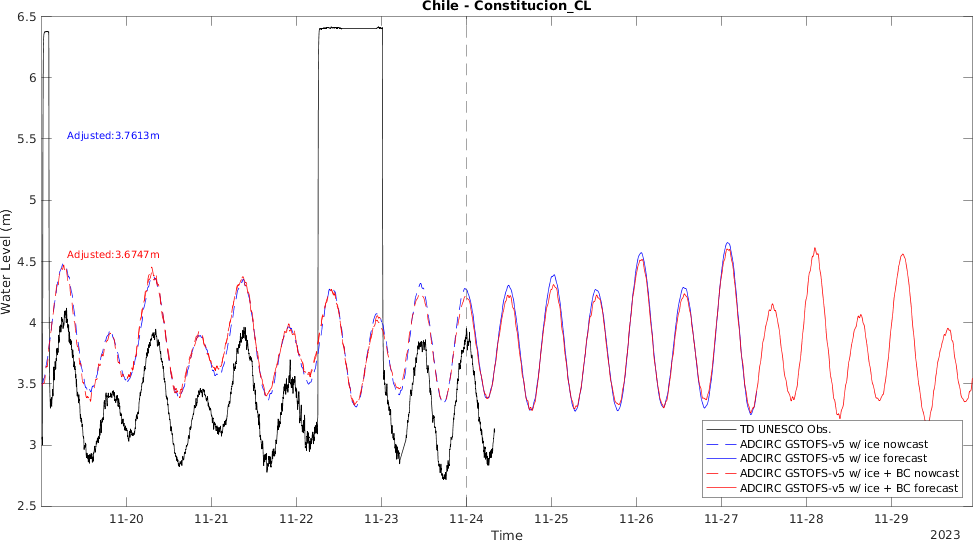 Chile - Constitucion_CL
6.5
6
5.5
5
4.5
4
3.5
3
2.5
Water Level (m)
Adjusted:3.7613m
Adjusted:3.6747m
TD UNESCO Obs.
ADCIRC GSTOFS-v5 w/ ice nowcast
ADCIRC GSTOFS-v5 w/ ice forecast
ADCIRC GSTOFS-v5 w/ ice + BC nowcast
ADCIRC GSTOFS-v5 w/ ice + BC forecast
11-20 11-21 11-22 11-23 11-24 11-25 11-26 11-27 11-28 11-29
Time
2023